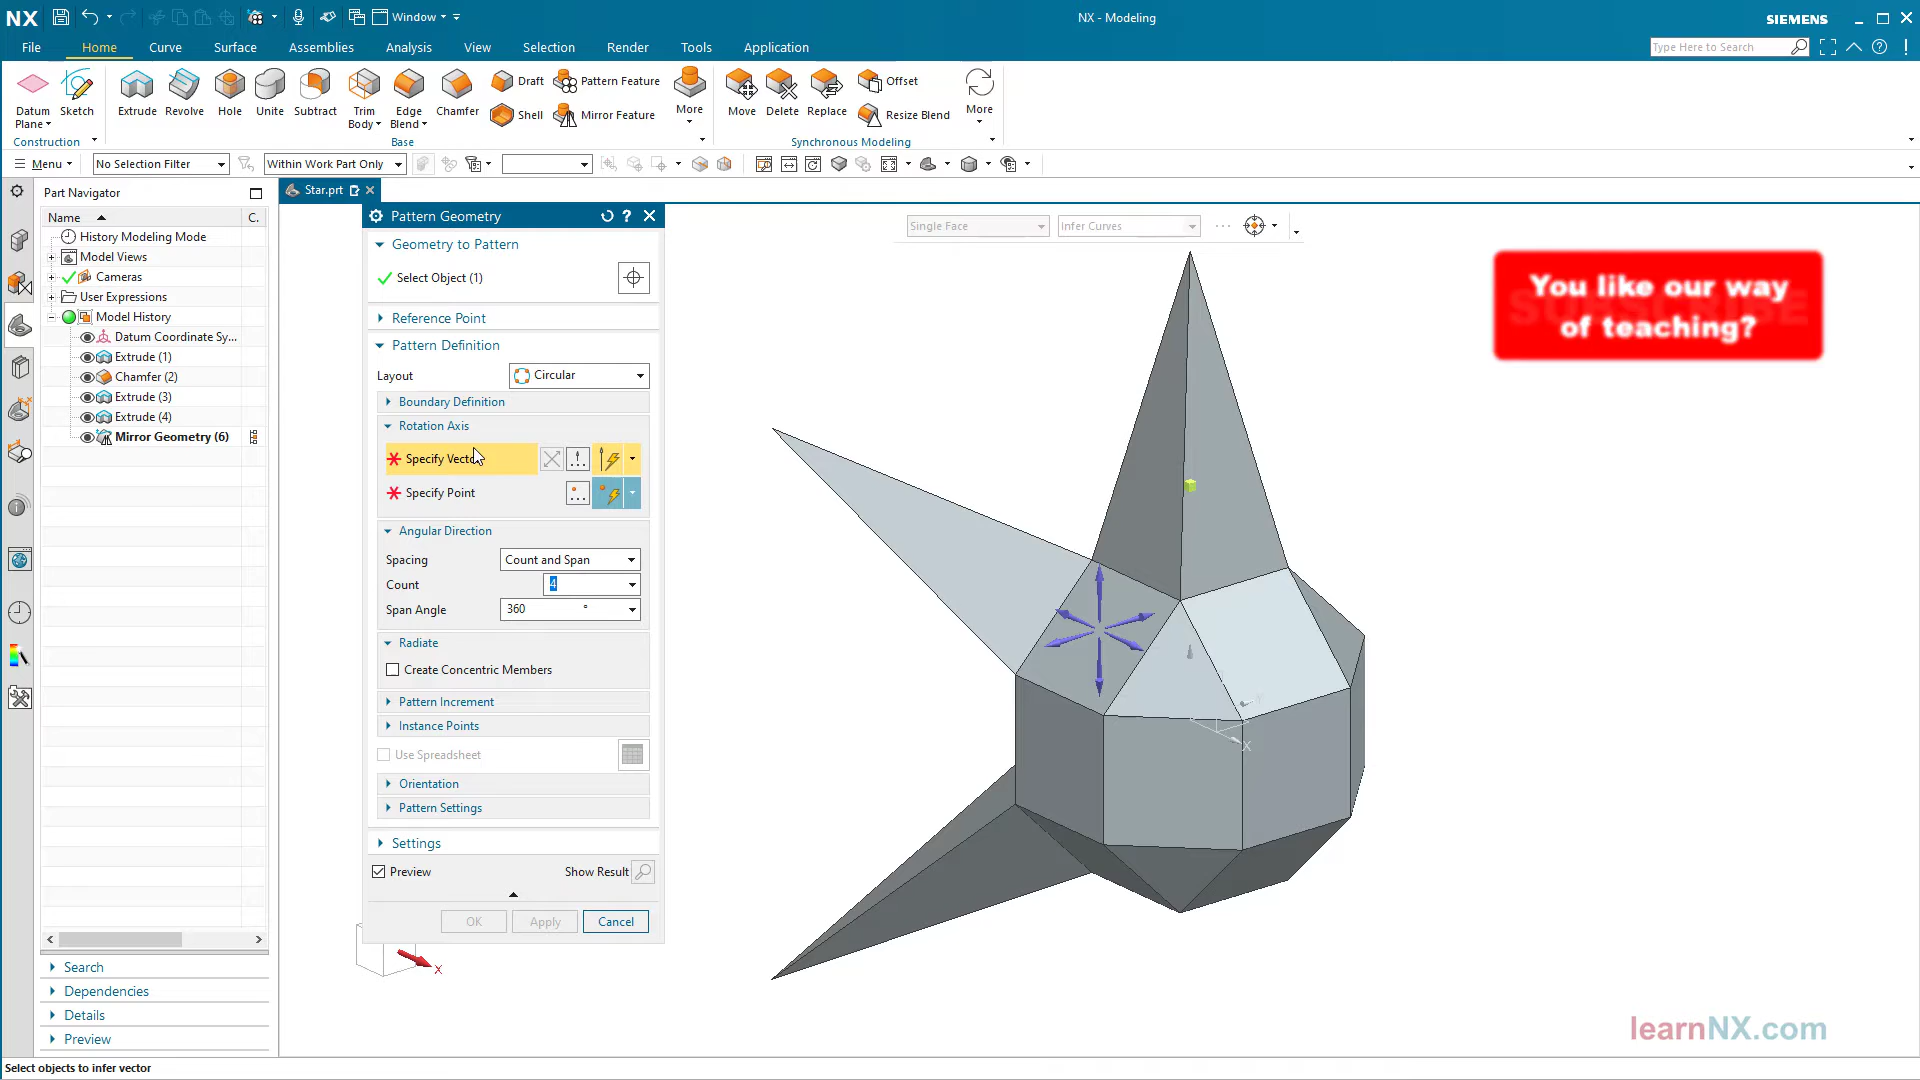 NX
Window
NX - Modeling
SIEMENS
File
Home
Curve
Surface
Assemblies
Analysis
View
Selection
Render
Tools
Application
Type Here to Search
Datum
Plane
Sketch
Extrude
Revolve
Hole
Unite
Subtract
Trim
Body
Edge
Blend
Chamfer
Draft
Shell
Pattern Feature
Mirror Feature
More
Move
Delete
Replace
Offset
Resize Blend
More
Construction
Base
Synchronous Modeling
Menu
No Selection Filter
Within Work Part Only
Part Navigator
Star.prt
Name
C.
History Modeling Mode
Model Views
Cameras
User Expressions
Model History
Datum Coordinate Sy...
Extrude (1)
Chamfer (2)
Extrude (3)
Extrude (4)
Mirror Geometry (6)
Search
Dependencies
Details
Preview
Pattern Geometry
Geometry to Pattern
Select Object (1)
Reference Point
Pattern Definition
Layout
Circular
Boundary Definition
Rotation Axis
Specify Vector
Specify Point
Angular Direction
Spacing
Count and Span
Count
4
Span Angle
360 °
Radiate
Create Concentric Members
Pattern Increment
Instance Points
Use Spreadsheet
Orientation
Pattern Settings
Settings
Preview
Show Result
OK
Apply
Cancel
Single Face
Infer Curves
X
X
You like our way
of teaching?
SUBSCRIBE
learnNX.com
Select objects to infer vector